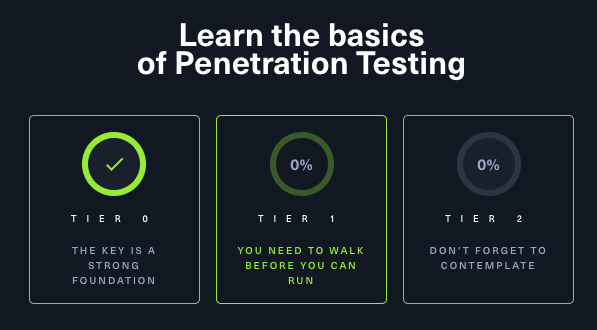 Learn the basics
of Penetration Testing
0%
0%
TIER 0
TIER 1
TIER 2
THE KEY IS A
STRONG
FOUNDATION
YOU NEED TO WALK
BEFORE YOU CAN
RUN
DON'T FORGET TO
CONTEMPLATE